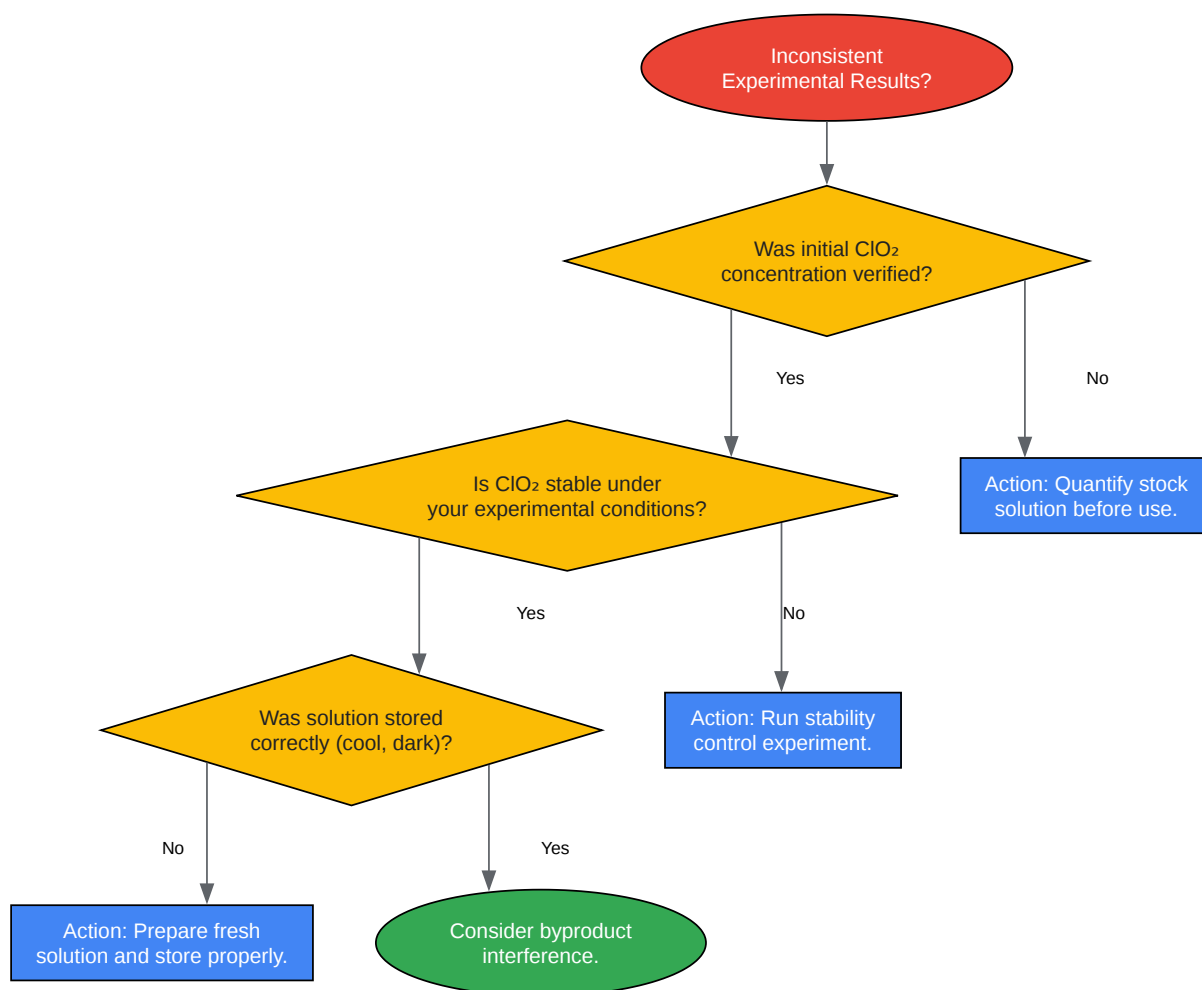 Inconsistent
Experimental Results?
Was initial ClO₂
concentration verified?
Yes
No
Is ClO₂ stable under
your experimental conditions?
Action: Quantify stock
solution before use.
Yes
No
Was solution stored
correctly (cool, dark)?
Action: Run stability
control experiment.
No
Yes
Action: Prepare fresh
solution and store properly.
Consider byproduct
interference.